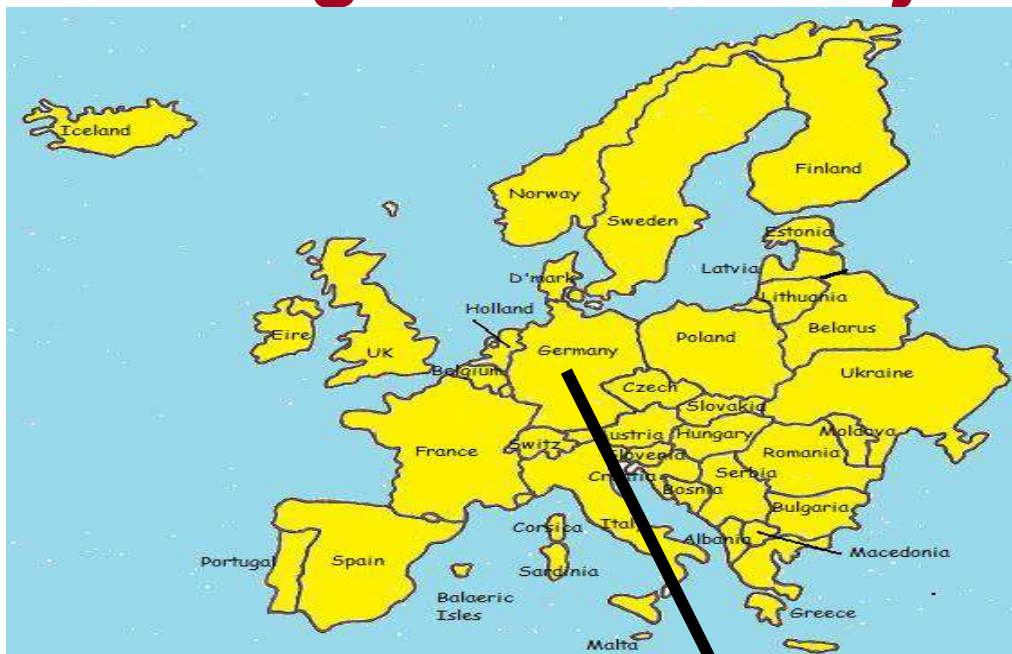 Iceland
Finland
Norway
Sweden
Estonia
Latvia
D'mark
Lithuania
Holland
Belarus
Eire
UK
Germany
Poland
Belgium
Ukraine
Czech
Slovakia
Austria
Hungary
Moldova
Switz
France
Slovenia
Romania
Serbia
Croatia
Bosnia
Bulgaria
Corsica
Italy
Albania
Macedonia
Portugal
Spain
Sardinia
Balaeric
Isles
Greece
Malta